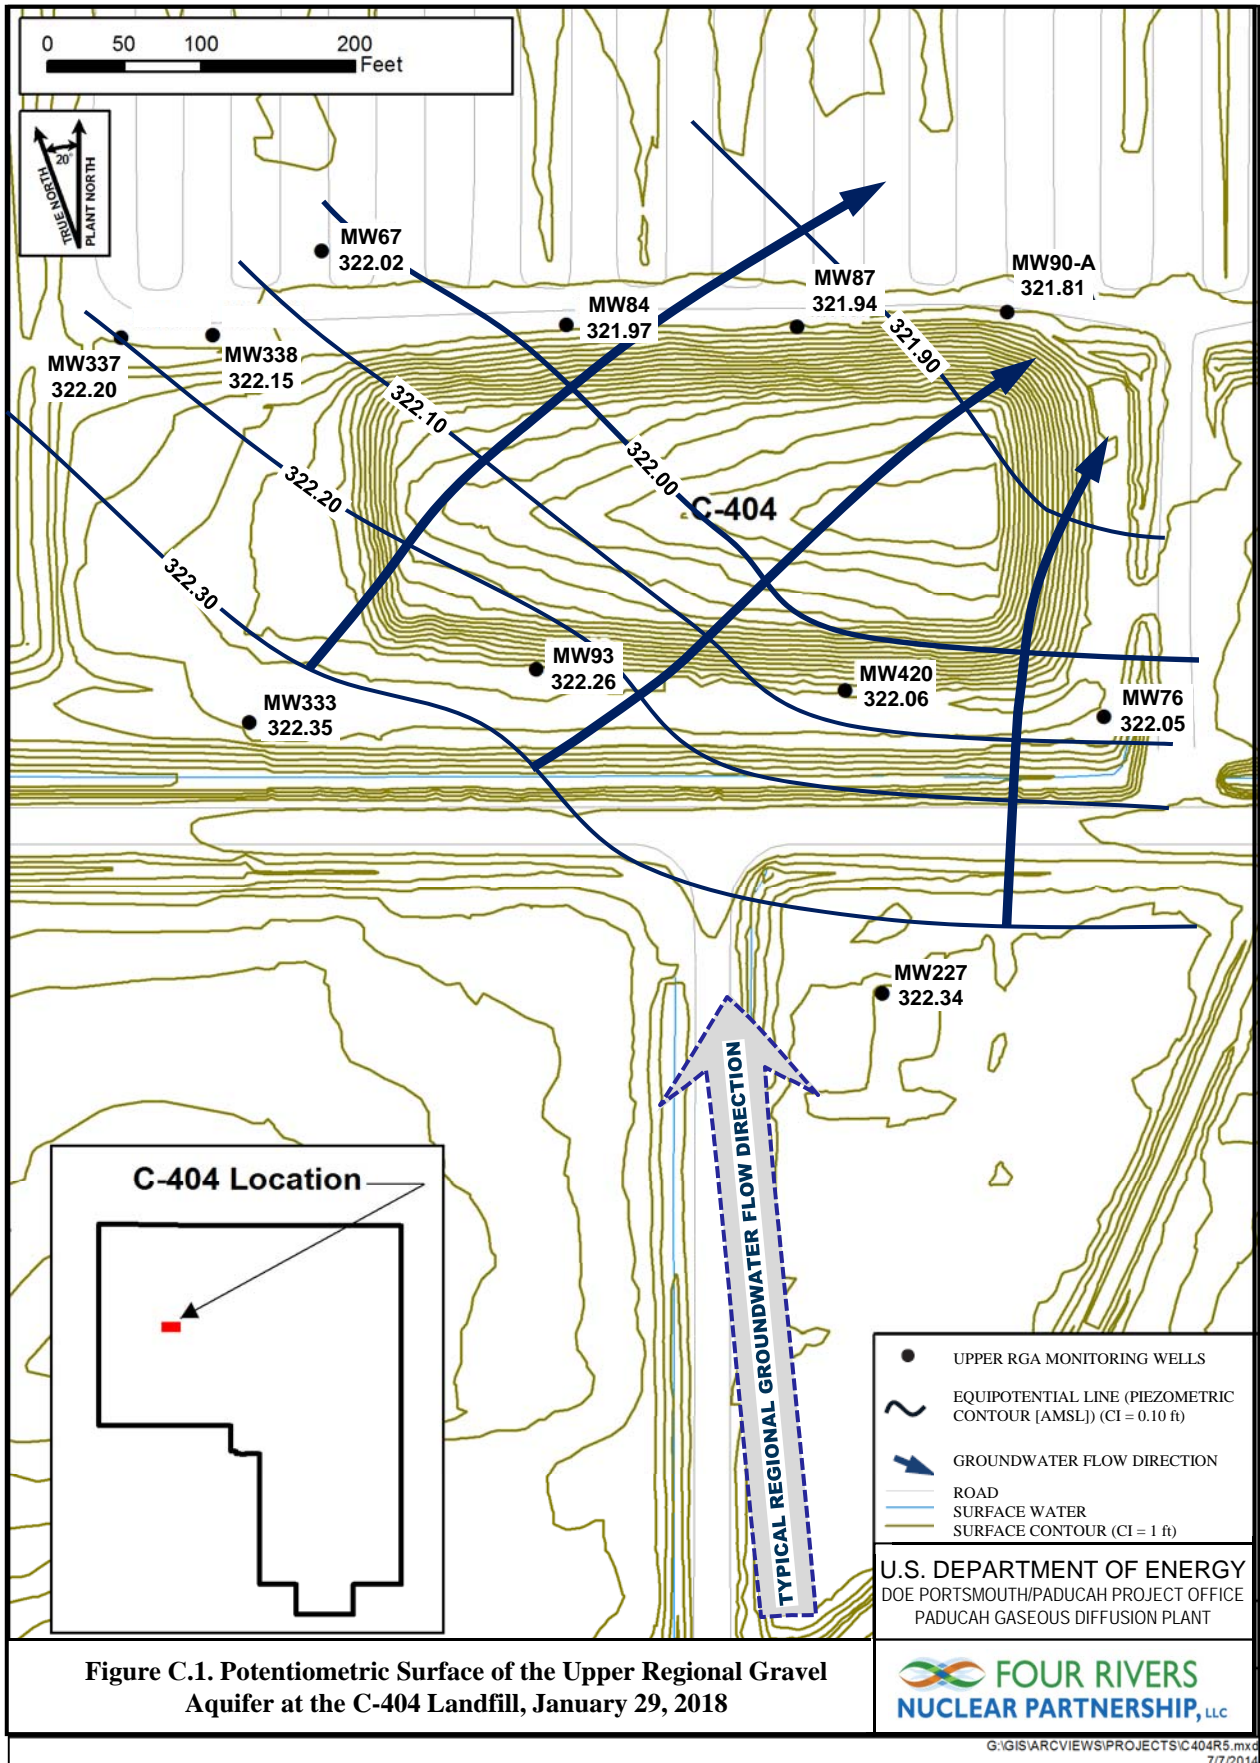 0 50 100 200
Feet
TRUE NORTH
20°
PLANT NORTH
MW67
322.02
MW84
321.97
MW87
321.94
MW90-A
321.81
MW337
322.20
MW338
322.15
321.90
322.10
322.20
322.00
C-404
322.30
MW93
322.26
MW420
322.06
MW76
322.05
MW333
322.35
MW227
322.34
TYPICAL REGIONAL GROUNDWATER FLOW DIRECTION
C-404 Location
UPPER RGA MONITORING WELLS
EQUIPOTENTIAL LINE (PIEZOMETRIC
CONTOUR [AMSL]) (CI = 0.10 ft)
GROUNDWATER FLOW DIRECTION
ROAD
SURFACE WATER
SURFACE CONTOUR (CI = 1 ft)
U.S. DEPARTMENT OF ENERGY
DOE PORTSMOUTH/PADUCAH PROJECT OFFICE
PADUCAH GASEOUS DIFFUSION PLANT
Figure C.1. Potentiometric Surface of the Upper Regional Gravel
Aquifer at the C-404 Landfill, January 29, 2018
FOUR RIVERS
NUCLEAR PARTNERSHIP, LLC
G:\GIS\ARCVIEWS\PROJECTS\C404R5.mxd
7/7/2014